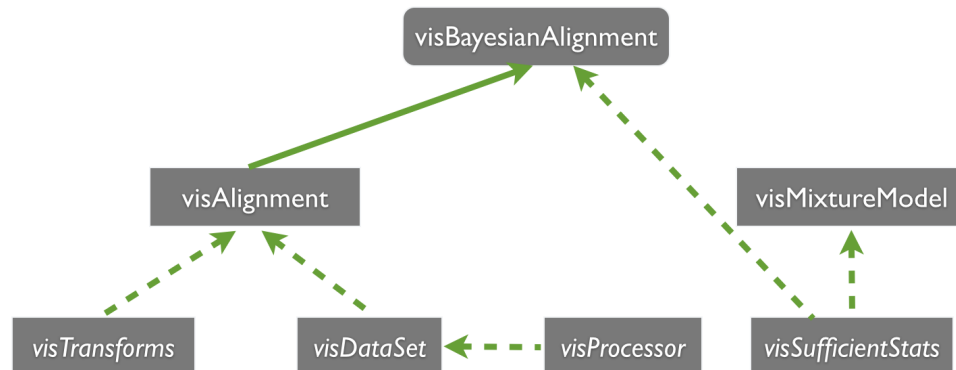 visBayesianAlignment
visAlignment
visMixtureModel
visTransforms
visDataSet
visProcessor
visSufficientStats